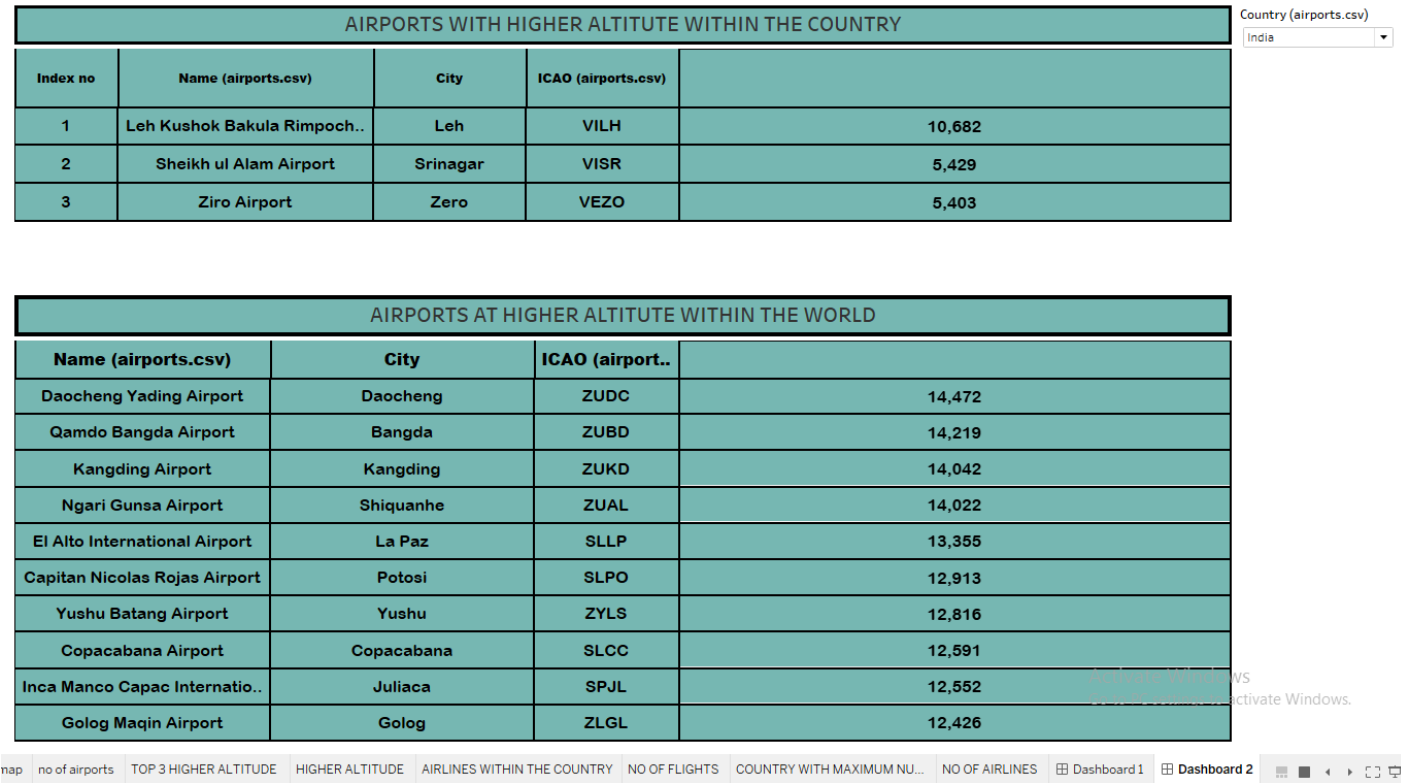 AIRPORTS WITH HIGHER ALTITUTE WITHIN THE COUNTRY
Country (airports.csv)
India
Index no Name (airports.csv) City ICAO (airports.csv)
1 Leh Kushok Bakula Rimpoch.. Leh VILH 10,682
2 Sheikh ul Alam Airport Srinagar VISR 5,429
3 Ziro Airport Zero VEZO 5,403
AIRPORTS AT HIGHER ALTITUTE WITHIN THE WORLD
Name (airports.csv) City ICAO (airport..
Daocheng Yading Airport Daocheng ZUDC 14,472
Qamdo Bangda Airport Bangda ZUBD 14,219
Kangding Airport Kangding ZUKD 14,042
Ngari Gunsa Airport Shiquanhe ZUAL 14,022
El Alto International Airport La Paz SLLP 13,355
Capitan Nicolas Rojas Airport Potosi SLPO 12,913
Yushu Batang Airport Yushu ZYLS 12,816
Copacabana Airport Copacabana SLCC 12,591
Inca Manco Capac Internatio.. Juliaca SPJL 12,552
Golog Maqin Airport Golog ZLGL 12,426
Activate Windows
activate Windows.
map no of airports TOP 3 HIGHER ALTITUDE HIGHER ALTITUDE AIRLINES WITHIN THE COUNTRY NO OF FLIGHTS COUNTRY WITH MAXIMUM NU... NO OF AIRLINES Dashboard 1 Dashboard 2